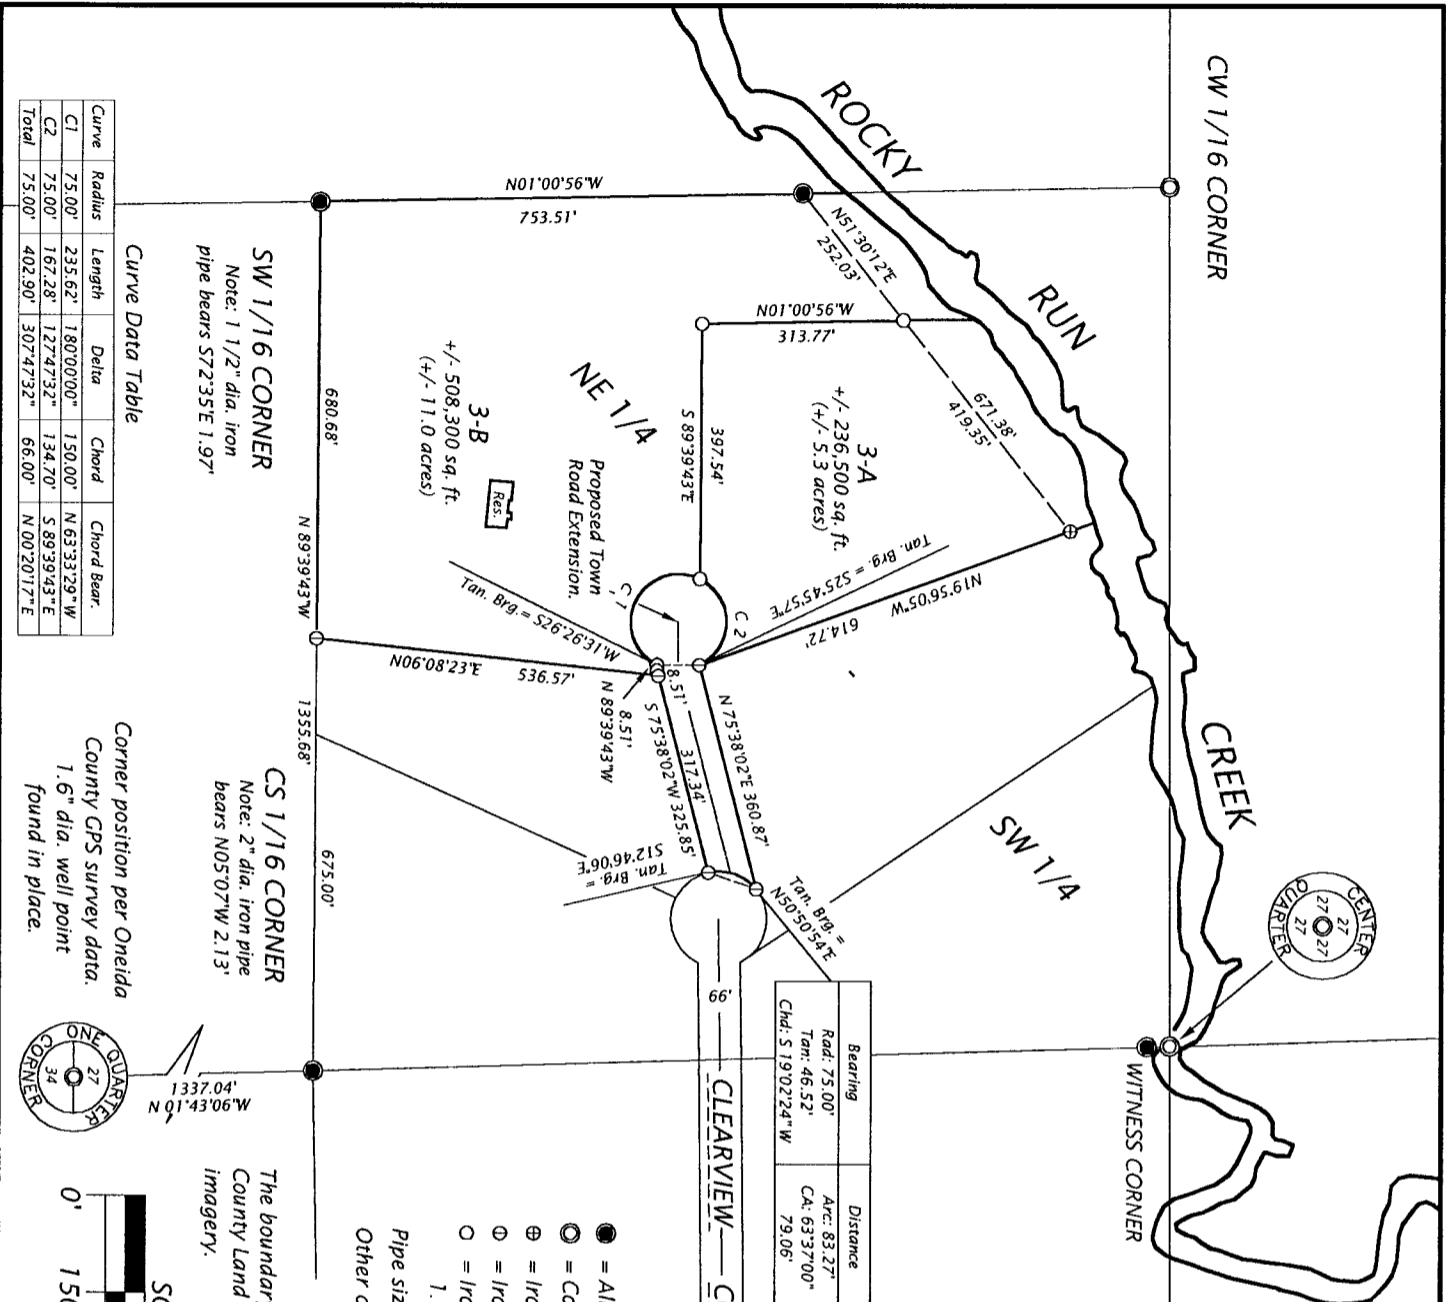 CW 1/16 CORNER
ROCKY
RUN
CREEK
CENTER
QUARTER
27
27
27
27
WITNESS CORNER
N01°00'56"W
753.51'
N51°30'12"E
252.03'
N01°00'56"W
313.77'
671.38'
419.35'
3-A
+/- 236,500 sq. ft.
(+/- 5.3 acres)
397.54'
S 89°39'43"E
NE 1/4
SW 1/4
Tan. Brg. = S25°45'57"E
N19°56'05"W
614.72'
C 2
C 1
Proposed Town
Road Extension.
Res.
3-B
+/- 508,300 sq. ft.
(+/- 11.0 acres)
Tan. Brg. = S26°26'31"W
8.51'
8.51'
N 89°39'43"W
N 75°38'02"E 360.87'
317.34'
S 75°38'02"W 325.85'
Tan. Brg. =
N50°50'54"E
Tan. Brg. =
S12°46'06"E
N06°08'23"E
536.57'
680.68'
N 89°39'43"W
1355.68'
675.00'
66'
CLEARVIEW
C
Bearing
Distance
Rad: 75.00'
Arc: 83.27'
Tan: 46.52'
CA: 63°37'00"
Chd: S 19°02'24" W
79.06'
SW 1/16 CORNER
Note: 1 1/2" dia. iron
pipe bears S72°35'E 1.97'
CS 1/16 CORNER
Note: 2" dia. iron pipe
bears N05°07'W 2.13'
Curve Data Table
Curve Radius Length Delta Chord Chord Bear.
C1 75.00' 235.62' 180°00'00" 150.00' N 63°33'29" W
C2 75.00' 167.28' 127°47'32" 134.70' S 89°39'43" E
Total 75.00' 402.90' 307°47'32" 66.00' N 00°20'17" E
Corner position per Oneida
County GPS survey data.
1.6" dia. well point
found in place.
ONE QUARTER
CORNER
27
34
1337.04'
N 01°43'06"W
= Al
= Co
= Iro
= Iro
= Iro
1.
Pipe siz
Other d
The boundar
County Land
imagery.
Sc
0'
150